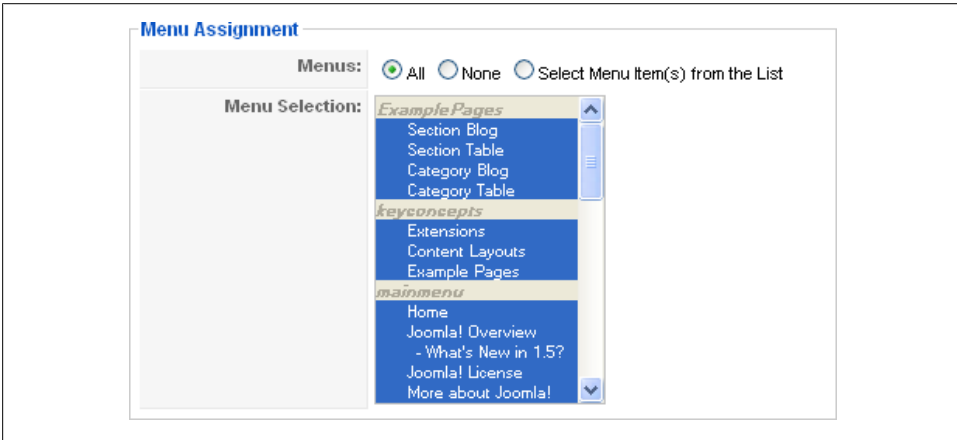 Menu Assignment
Menus: All None Select Menu Item(s) from the List
Menu Selection: ExamplePages
Section Blog
Section Table
Category Blog
Category Table
keyconcepts
Extensions
Content Layouts
Example Pages
mainmenu
Home
Joomla! Overview
- What's New in 1.5?
Joomla! License
More about Joomla!